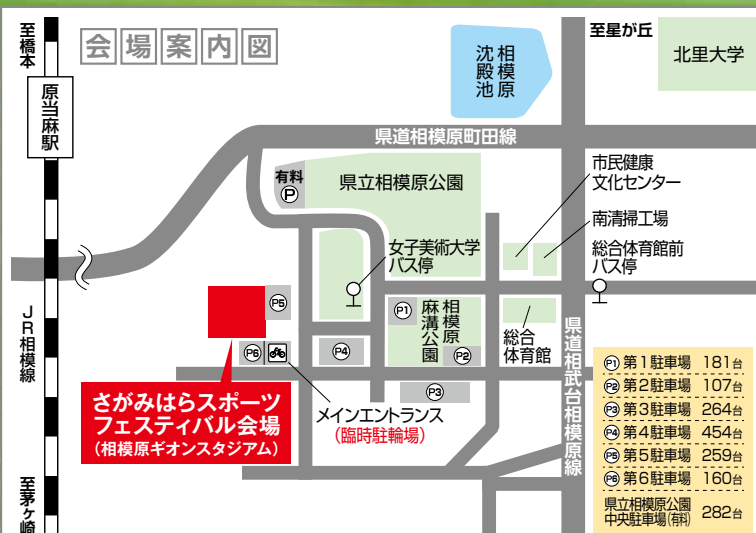 会場案内図
至橋本
原当麻駅
JR相模線
至茅ヶ崎
相模原
沈殿池
至星が丘
北里大学
県道相模原町田線
有料
P
県立相模原公園
市民健康
文化センター
南清掃工場
総合体育館前
バス停
女子美術大学
バス停
P5
P1
相模原
麻溝公園
P2
総合
体育館
県道相武台相模原線
P6
P4
P3
さがみはらスポーツ
フェスティバル会場
(相模原ギオンスタジアム)
メインエントランス
(臨時駐輪場)
P1 第1駐車場 181台
P2 第2駐車場 107台
P3 第3駐車場 264台
P4 第4駐車場 454台
P5 第5駐車場 259台
P6 第6駐車場 160台
県立相模原公園
中央駐車場(有料) 282台